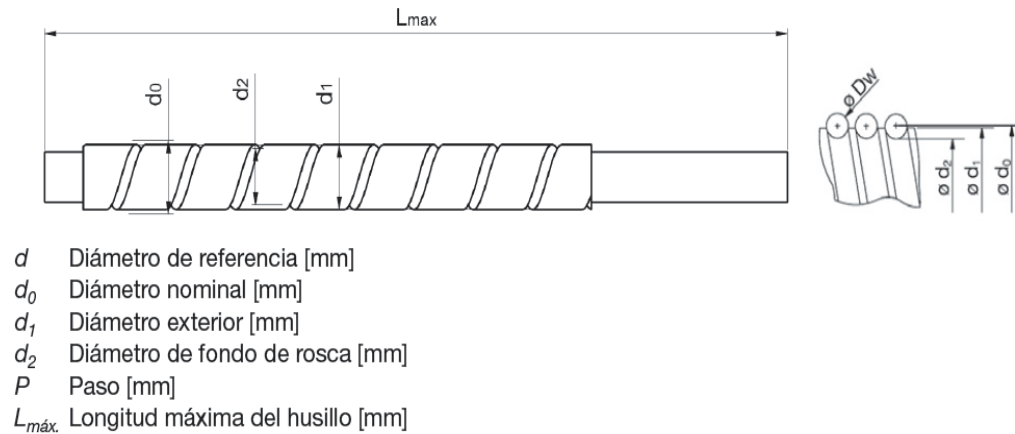 Lmax
d0
d2
d1
ø Dw
ø d2
ø d1
ø d0
d Diámetro de referencia [mm]
d0 Diámetro nominal [mm]
d1 Diámetro exterior [mm]
d2 Diámetro de fondo de rosca [mm]
P Paso [mm]
Lmáx. Longitud máxima del husillo [mm]